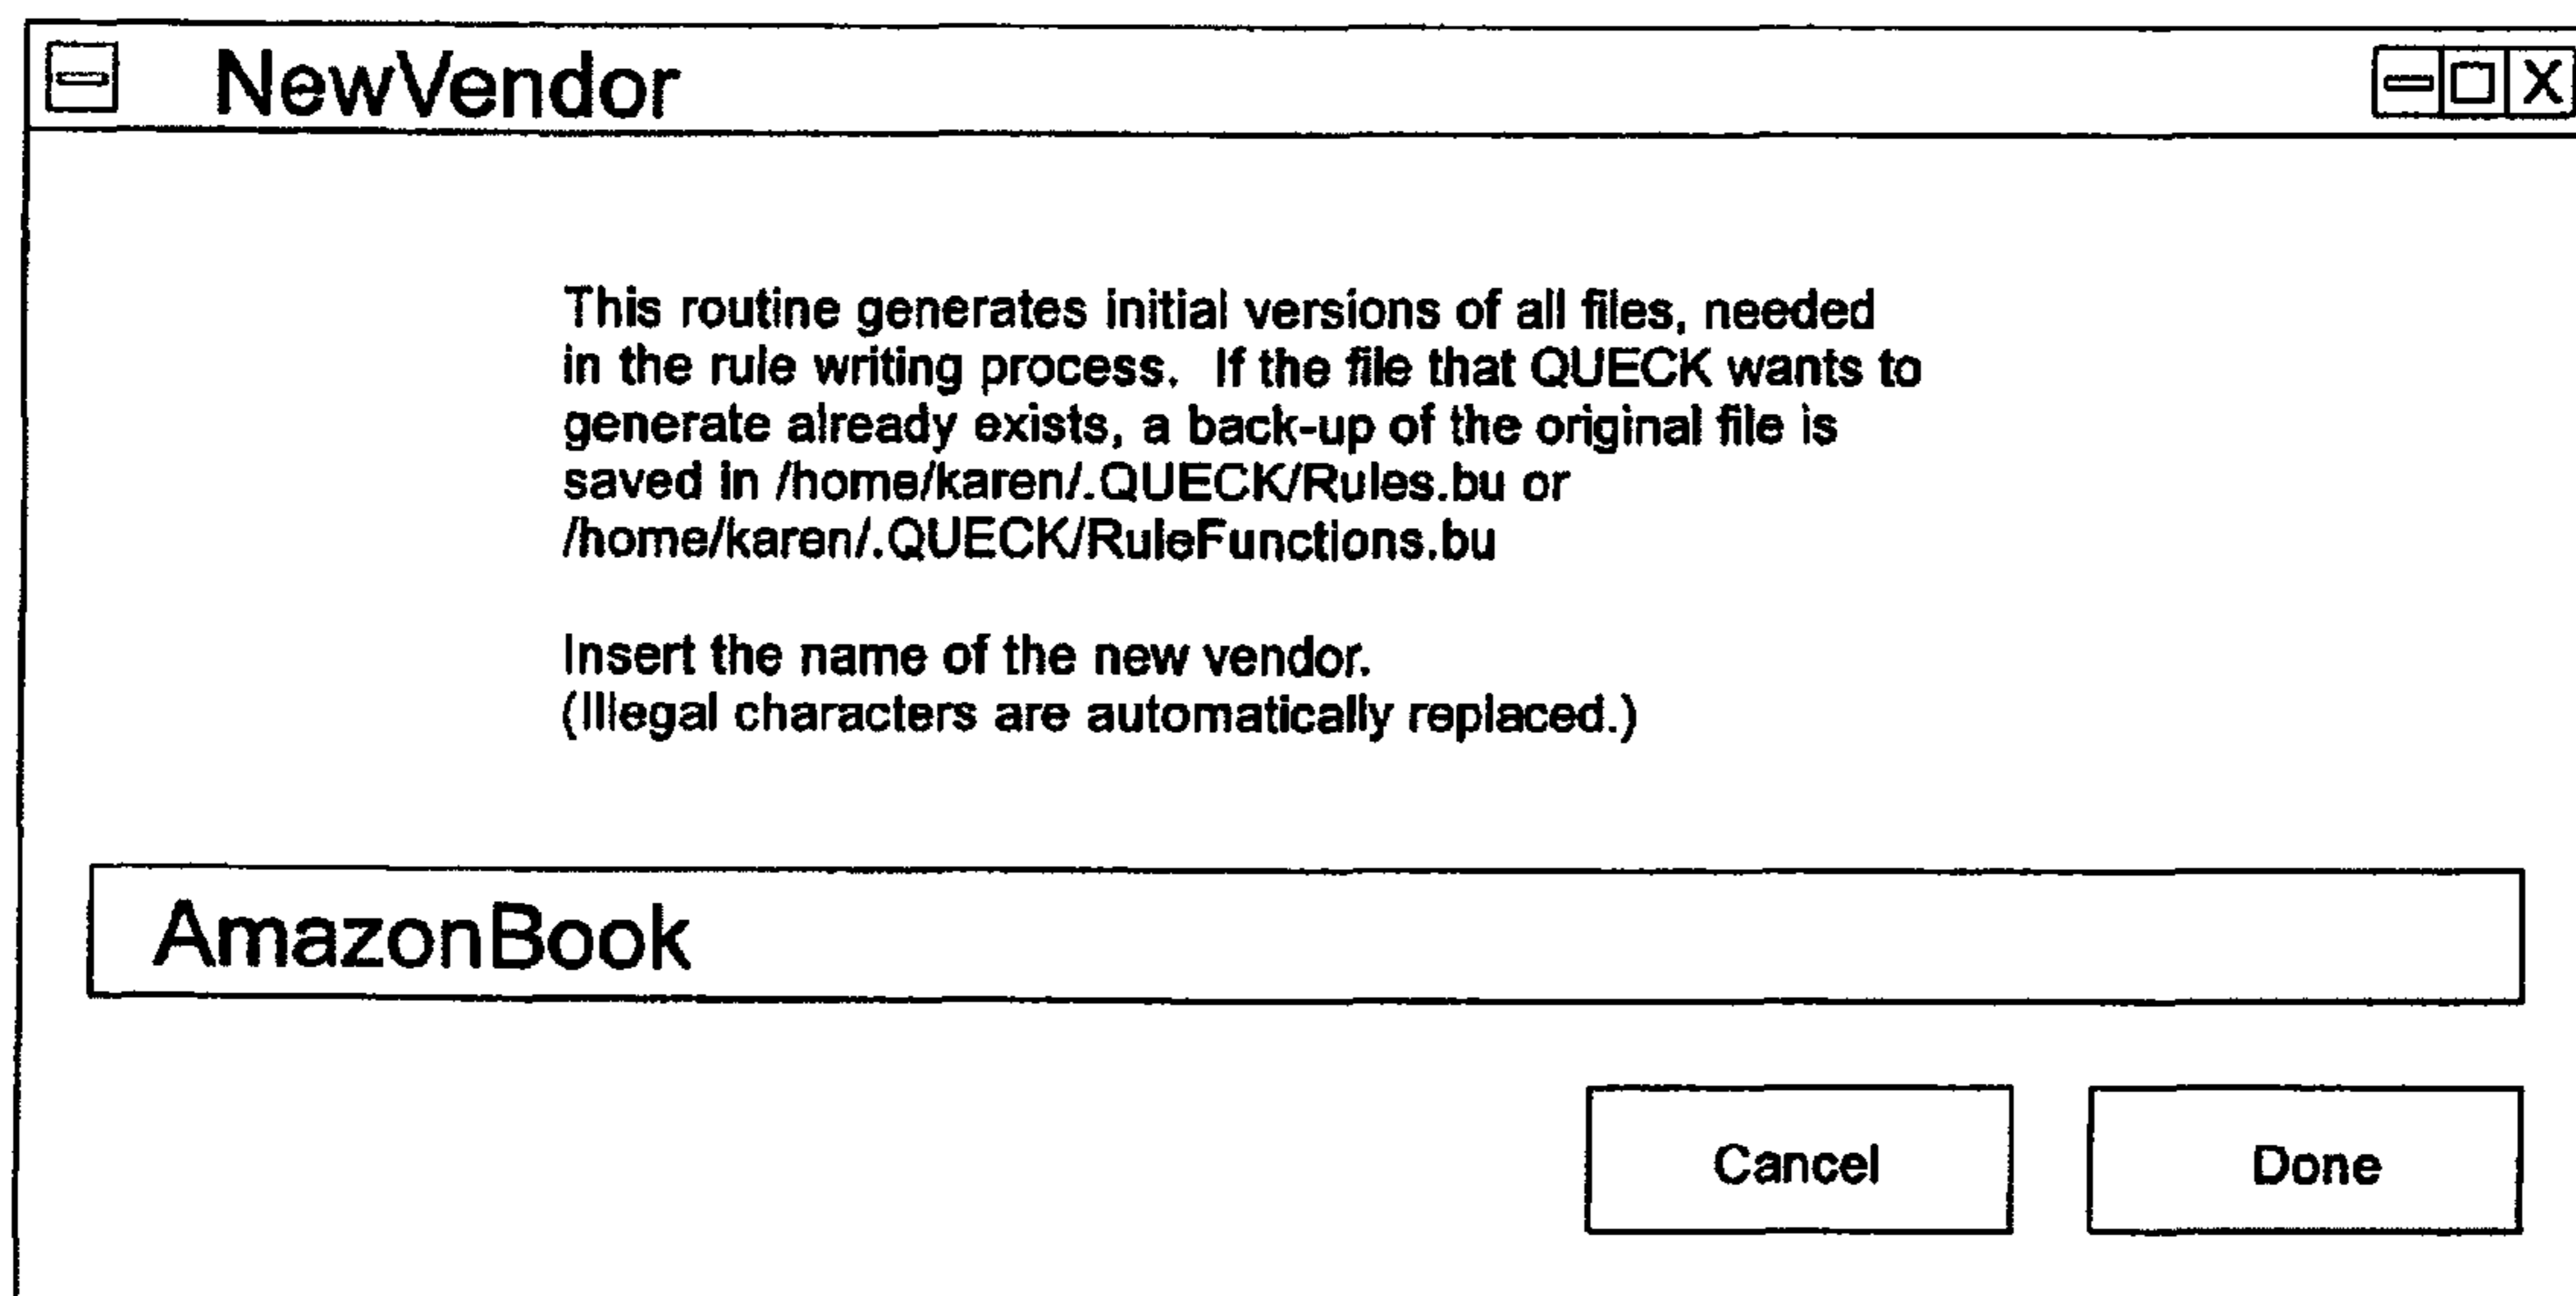 NewVendor
This routine generates initial versions of all files, needed
in the rule writing process. If the file that QUECK wants to
generate already exists, a back-up of the original file is
saved in /home/karen/.QUECK/Rules.bu or
/home/karen/.QUECK/RuleFunctions.bu
Insert the name of the new vendor.
(Illegal characters are automatically replaced.)
AmazonBook
Cancel Done